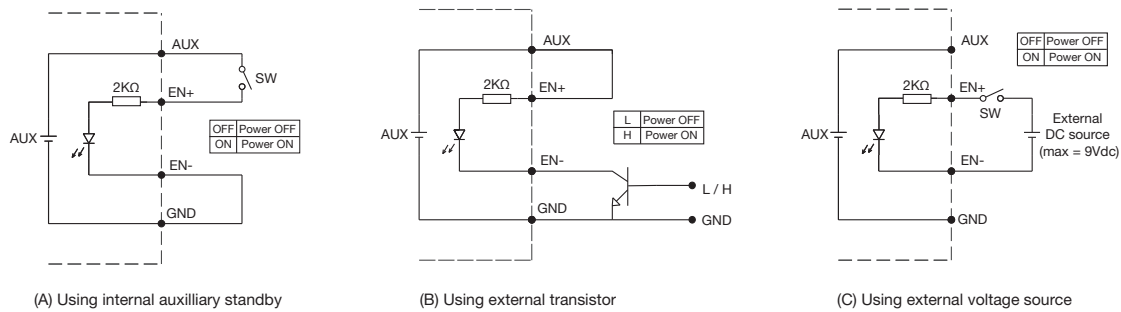 AUX
SW
2KΩ
EN+
AUX
OFF Power OFF
ON Power ON
EN-
GND
(A) Using internal auxilliary standby
AUX
2KΩ
EN+
L Power OFF
H Power ON
AUX
EN-
L / H
GND
GND
(B) Using external transistor
AUX
OFF Power OFF
ON Power ON
2KΩ
EN+
SW
AUX
External
DC source
(max = 9Vdc)
EN-
GND
(C) Using external voltage source